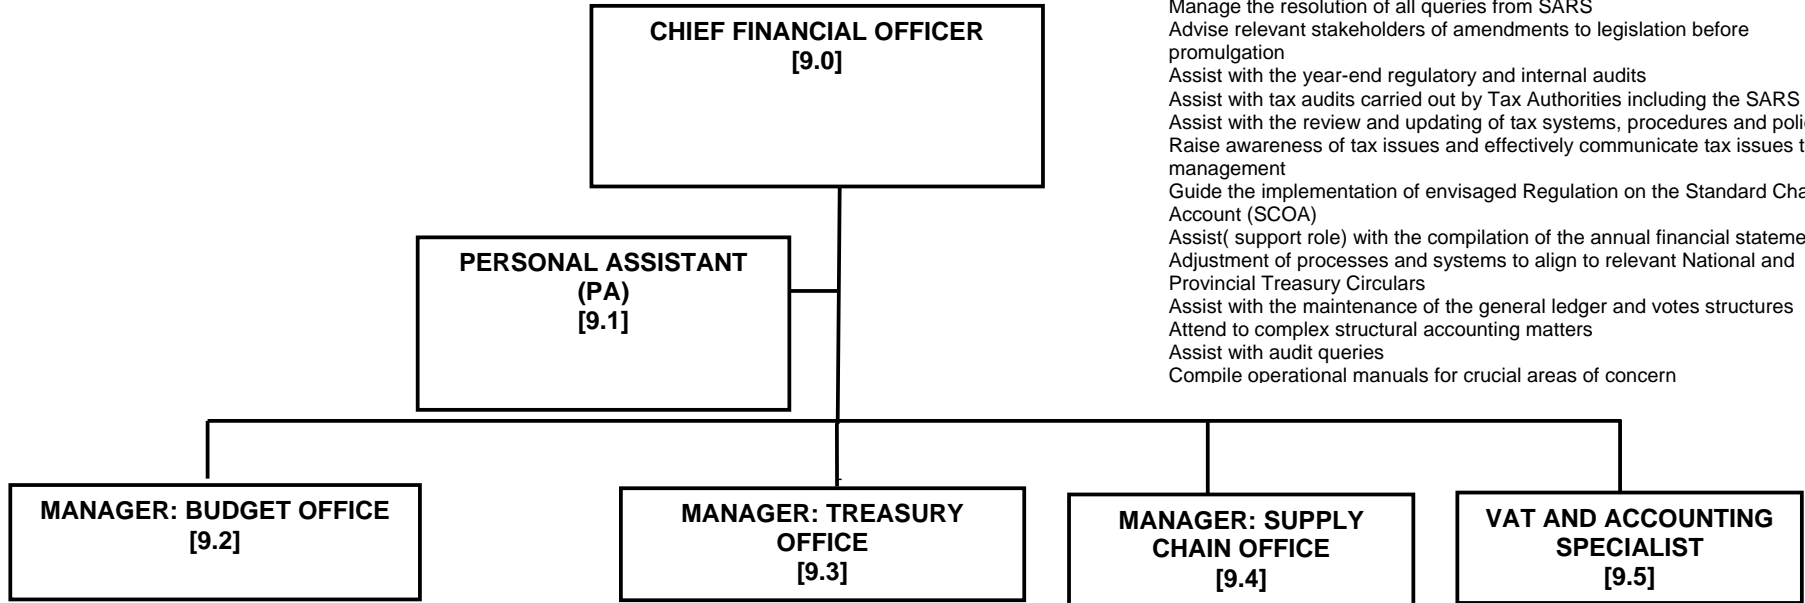 CHIEF FINANCIAL OFFICER
[9.0]
Manage the resolution of all queries from SARS
Advise relevant stakeholders of amendments to legislation before
promulgation
Assist with the year-end regulatory and internal audits
Assist with tax audits carried out by Tax Authorities including the SARS
Assist with the review and updating of tax systems, procedures and
Raise awareness of tax issues and effectively communicate tax issues
management
Guide the implementation of envisaged Regulation on the Standard
Account (SCOA)
Assist( support role) with the compilation of the annual financial
Adjustment of processes and systems to align to relevant National and
Provincial Treasury Circulars
Assist with the maintenance of the general ledger and votes structures
Attend to complex structural accounting matters
Assist with audit queries
Compile operational manuals for crucial areas of concern
PERSONAL ASSISTANT
(PA)
[9.1]
MANAGER: BUDGET OFFICE
[9.2]
MANAGER: TREASURY
OFFICE
[9.3]
MANAGER: SUPPLY
CHAIN OFFICE
[9.4]
VAT AND ACCOUNTING
SPECIALIST
[9.5]